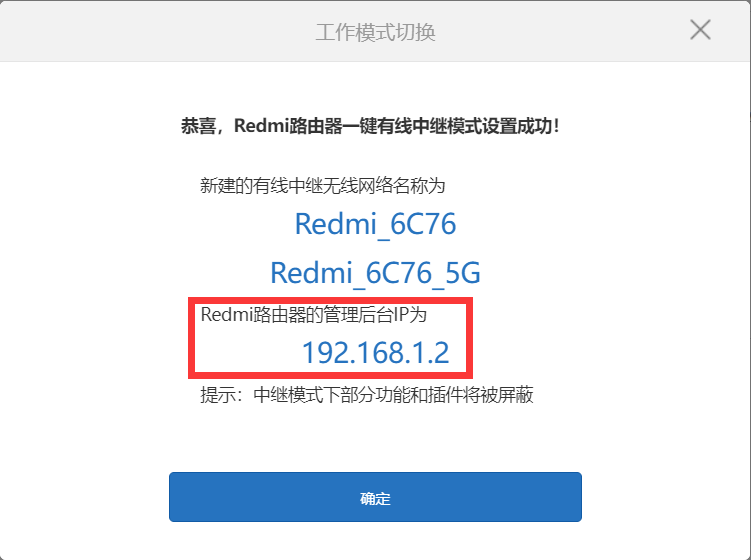 工作模式切换
恭喜，Redmi路由器一键有线中继模式设置成功！
新建的有线中继无线网络名称为
Redmi_6C76
Redmi_6C76_5G
Redmi路由器的管理后台IP为
192.168.1.2
提示：中继模式下部分功能和插件将被屏蔽
确定